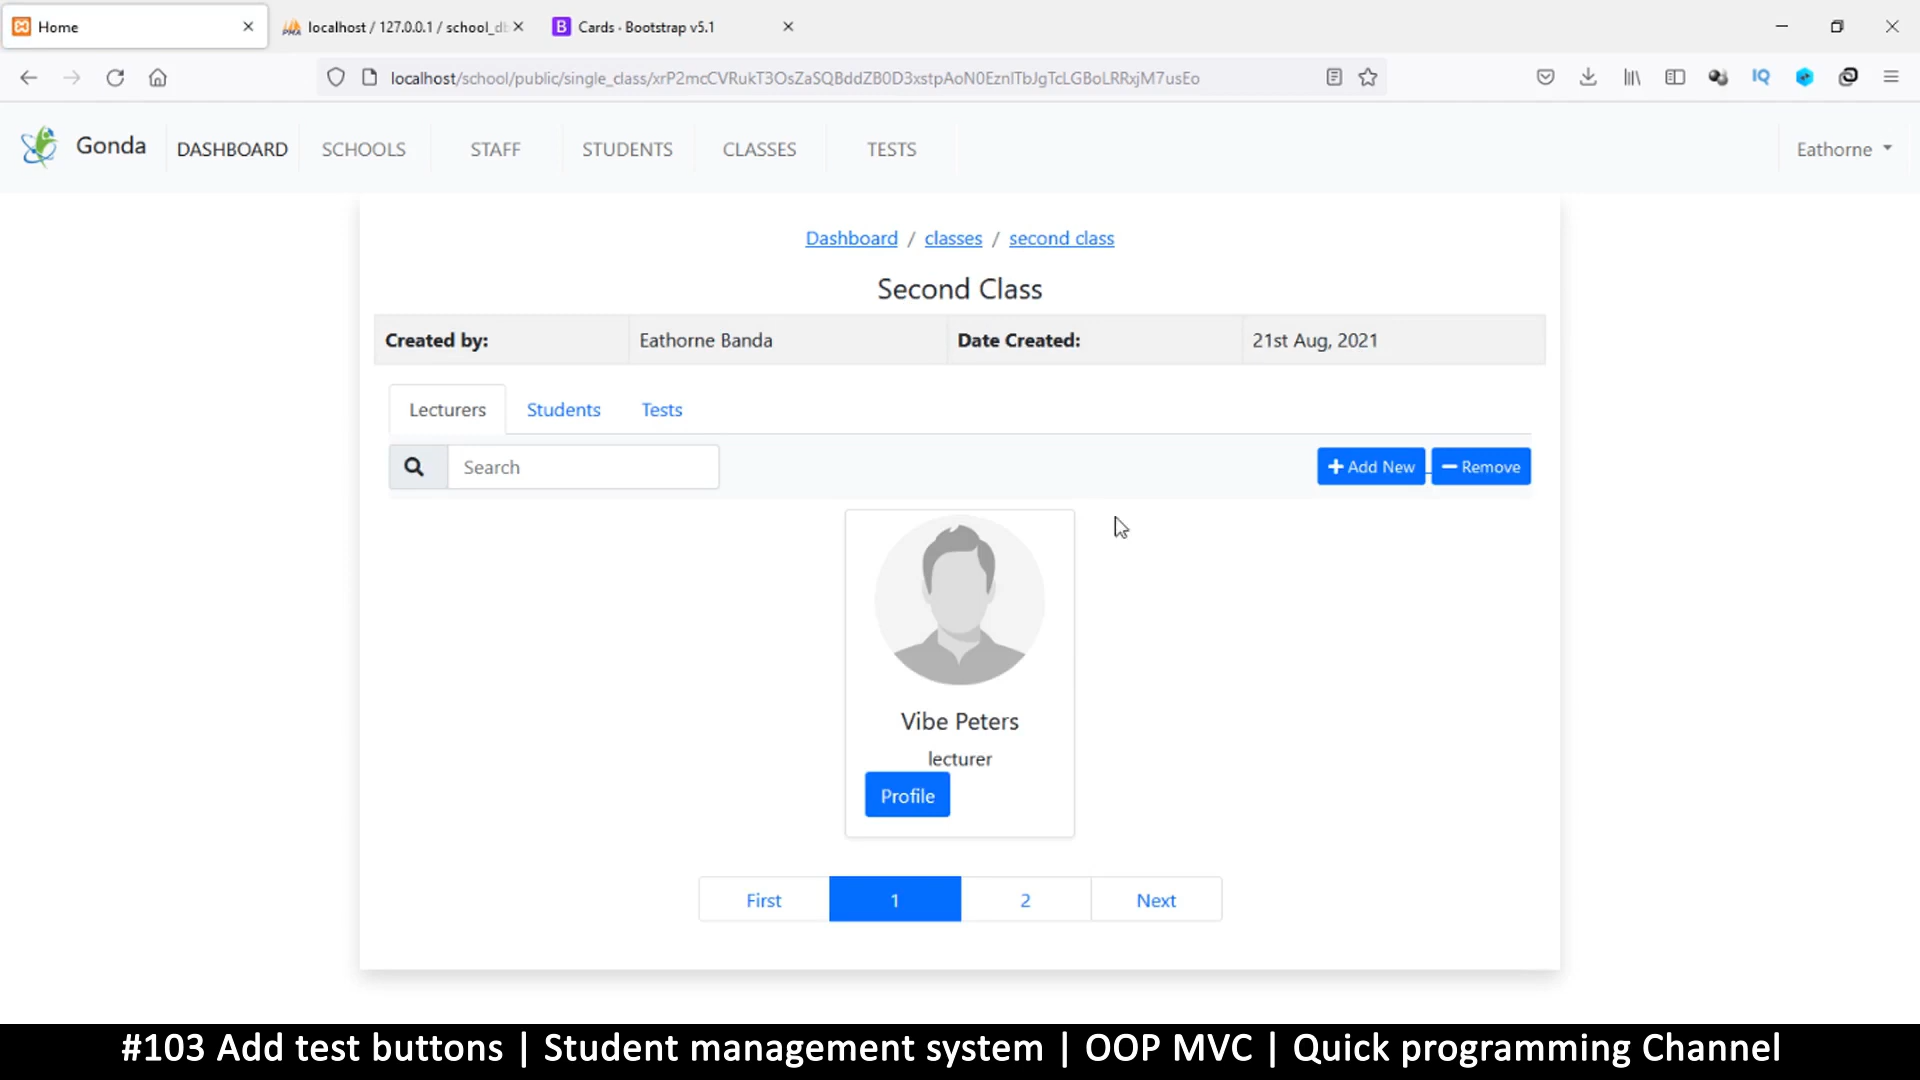 Home
localhost / 127.0.0.1 / school_db
Cards · Bootstrap v5.1
localhost/school/public/single_class/xrP2mcCVRukT3OsZaSQBddZB0D3xstpAoN0EznITbJgTcLGBoLRRxjM7usEo
IQ
Gonda
DASHBOARD
SCHOOLS
STAFF
STUDENTS
CLASSES
TESTS
Eathorne
Dashboard / classes / second class
Second Class
Created by: Eathorne Banda Date Created: 21st Aug, 2021
Lecturers
Students
Tests
Search
Add New
Remove
Vibe Peters
lecturer
Profile
First 1 2 Next
#103 Add test buttons | Student management system | OOP MVC | Quick programming Channel